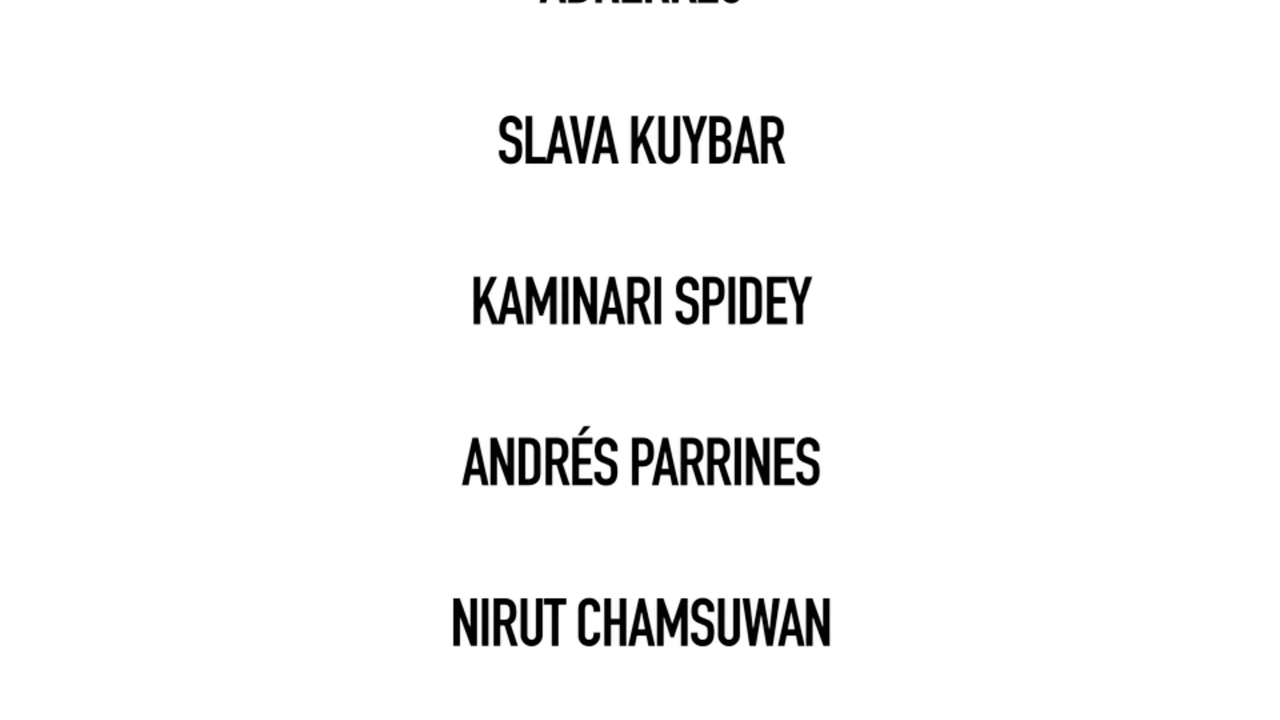 SLAVA KUYBAR
KAMINARI SPIDEY
ANDRÉS PARRINES
NIRUT CHAMSUWAN